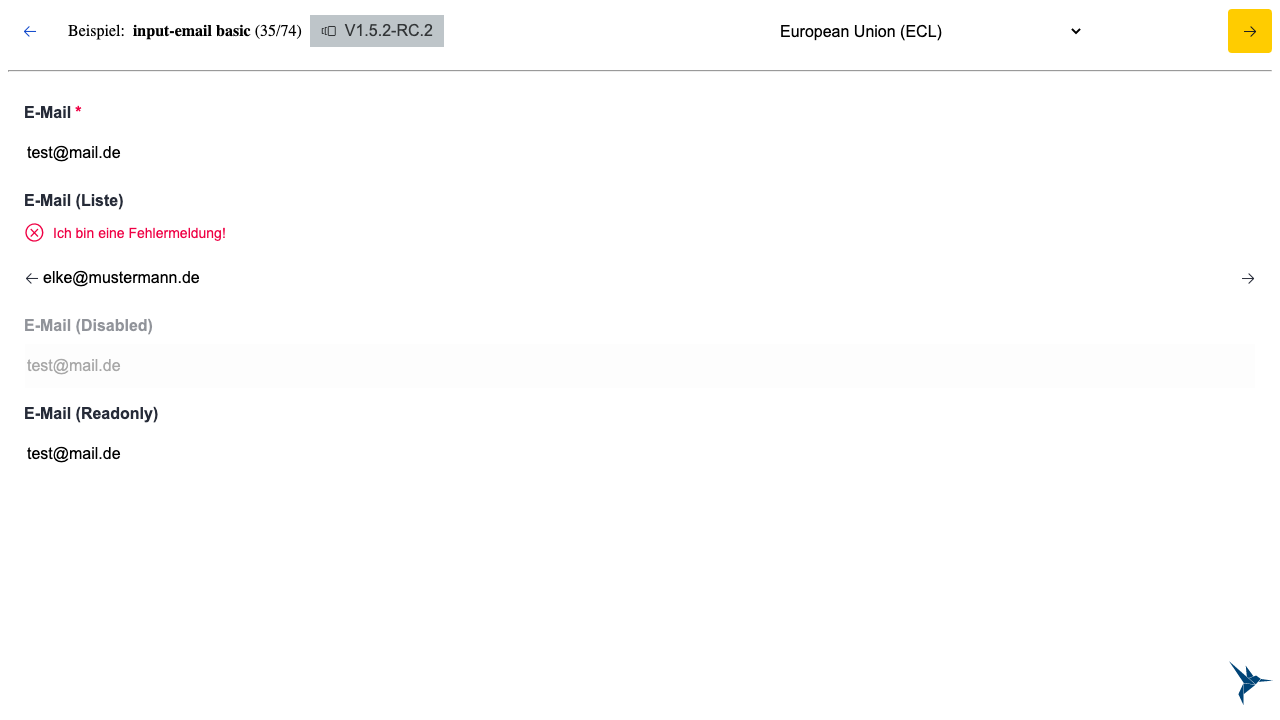 Beispiel: input-email basic (35/74) V1.5.2-RC.2 European Union (ECL)
E-Mail *
test@mail.de
E-Mail (Liste)
Ich bin eine Fehlermeldung!
elke@mustermann.de
E-Mail (Disabled)
test@mail.de
E-Mail (Readonly)
test@mail.de